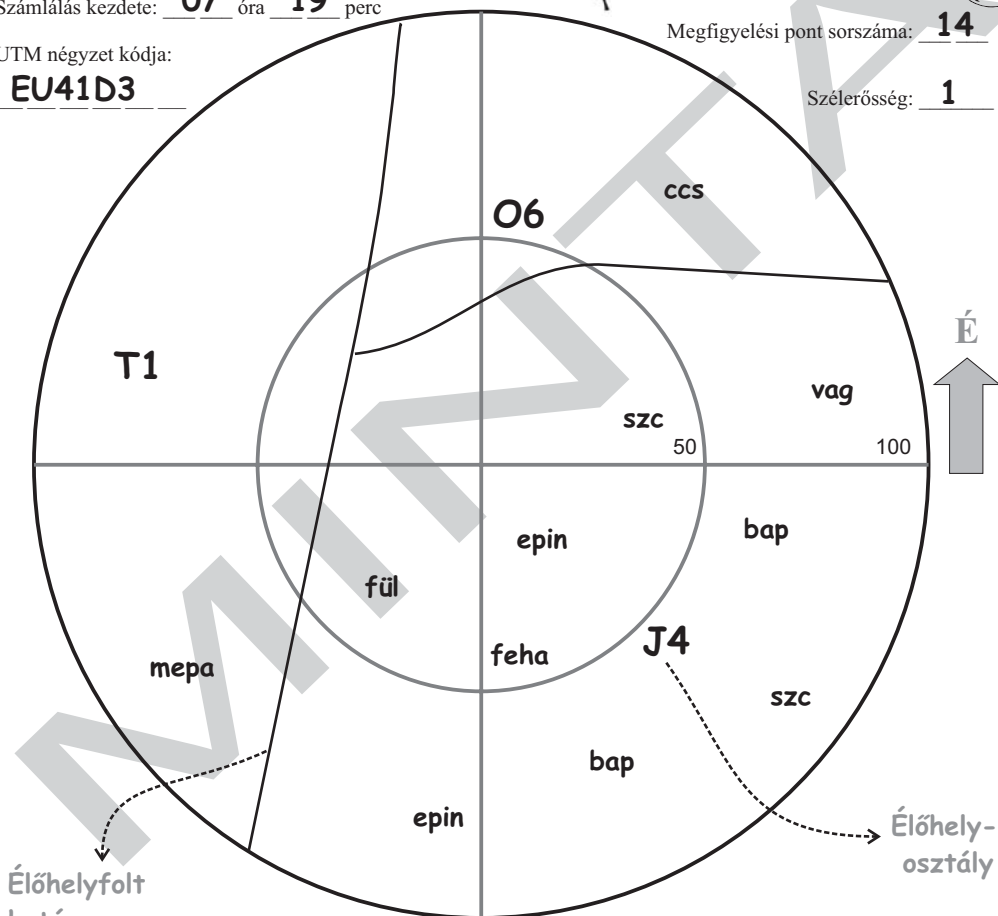 Számlálás kezdete: 07 óra 19 perc
Megfigyelési pont sorszáma: 14
UTM négyzet kódja:
EU41D3
Szélerősség: 1
ccs
O6
É
T1
vag
szc
50
100
epin
bap
fül
feha
J4
mepa
szc
bap
epin
Élőhely-
osztály
Élőhelyfolt
MINTA